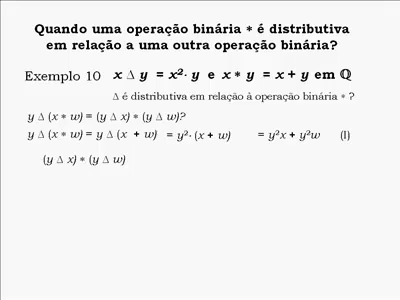 Quando uma operação binária * é distributiva
em relação a uma outra operação binária?
Exemplo 10 x Δ y = x²· y e x * y = x + y em ℚ
Δ é distributiva em relação à operação binária * ?
y Δ (x * w) = (y Δ x) * (y Δ w)?
y Δ (x * w) = y Δ (x + w) = y²· (x + w) = y²x + y²w (I)
(y Δ x) * (y Δ w)